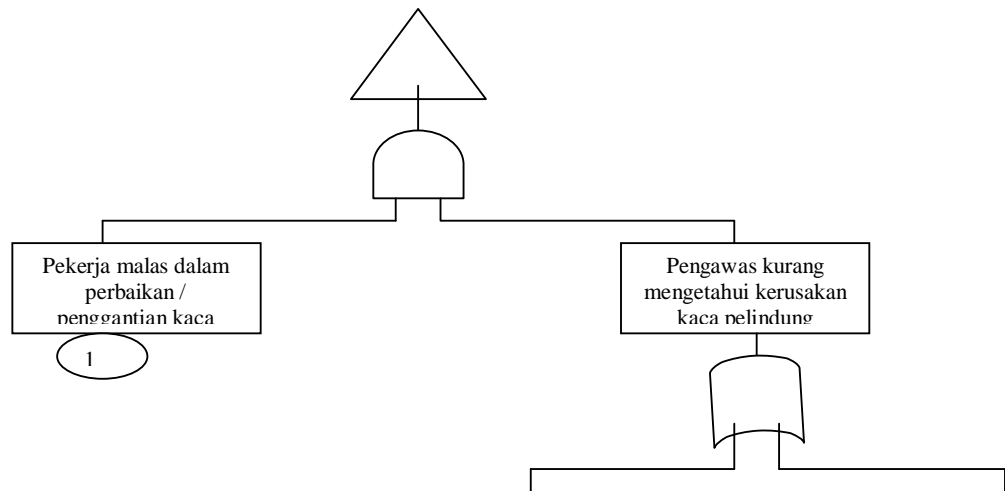 Pekerja malas dalam
perbaikan /
penggantian kaca
1
Pengawas kurang
mengetahui kerusakan
kaca pelindung